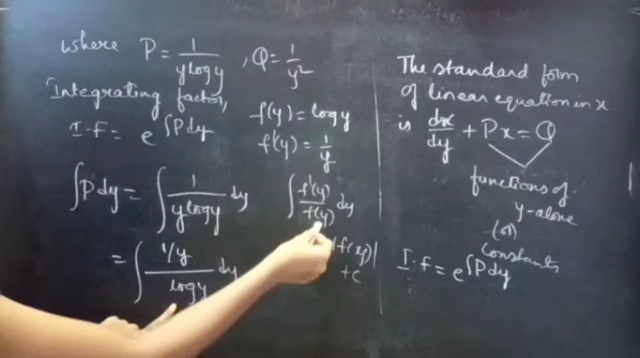 where P = 1/(y log y) , Q = 1/y²
Integrating factor,
I.F = e^∫Pdy
f(y) = log y
f'(y) = 1/y
∫Pdy = ∫ 1/(y log y) dy
∫ f'(y)/f(y) dy
= ∫ (1/y)/(log y) dy
|f(xy)|
+c
The standard form
of linear equation in x
is dx/dy + Px = Q
functions of
y-alone
(or)
constants
I.f = e^∫Pdy